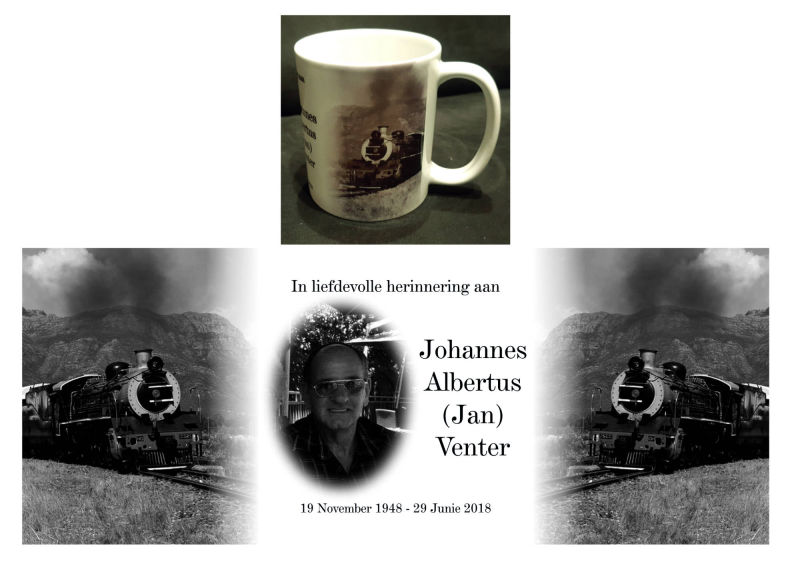 In liefdevolle herinnering aan
Johannes
Albertus
(Jan)
Venter
19 November 1948 - 29 Junie 2018